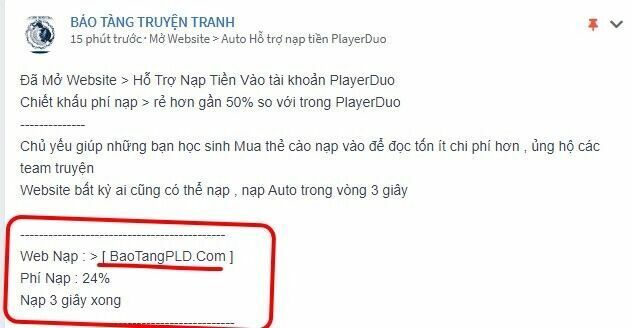 BÁO TÀNG TRUYỆN TRANH
15 phút trước · Mở Website > Auto Hỗ trợ nạp tiền PlayerDuo
Đã Mở Website > Hỗ Trợ Nạp Tiền Vào tài khoản PlayerDuo
Chiết khấu phí nạp > rẻ hơn gần 50% so với trong PlayerDuo
--------------
Chủ yếu giúp những bạn học sinh Mua thẻ cào nạp vào để đọc tốn ít chi phí hơn , ủng hộ các
team truyện
Website bất kỳ ai cũng có thể nạp , nạp Auto trong vòng 3 giây
--------------------------------------------
Web Nạp : > [ BaoTangPLD.Com ]
Phí Nạp : 24%
Nạp 3 giây xong
----------------------------------------------